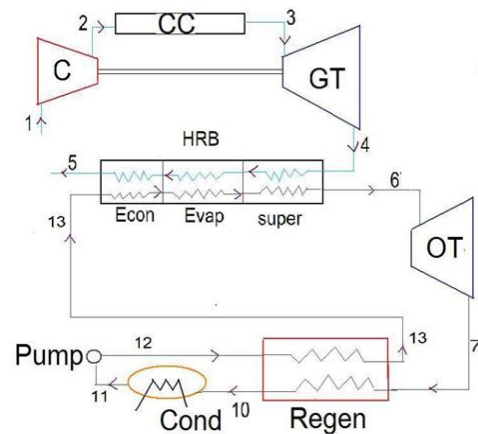 2
CC
3
C
GT
1
HRB
4
5
6
Econ
Evap
super
13
OT
12
13
7
Pump
11
Cond
10
Regen